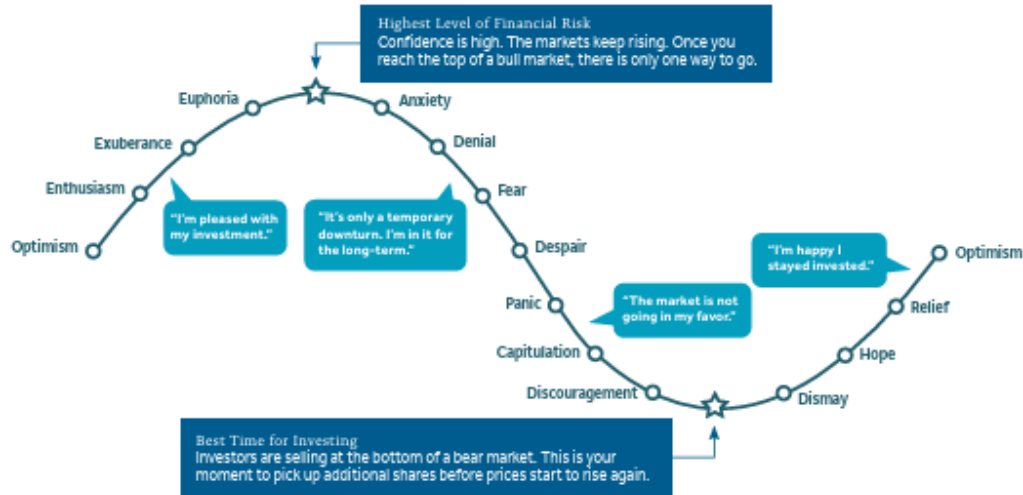 Highest Level of Financial Risk
Confidence is high. The markets keep rising. Once you
reach the top of a bull market, there is only one way to go.
Euphoria
Anxiety
Exuberance
Denial
Enthusiasm
Fear
"I'm pleased with
my investment."
"It's only a temporary
downturn. I'm in it for
the long-term."
Optimism
Despair
"I'm happy I
stayed invested."
Optimism
Panic
"The market is not
going in my favor."
Relief
Capitulation
Hope
Discouragement
Dismay
Best Time for Investing
Investors are selling at the bottom of a bear market. This is your
moment to pick up additional shares before prices start to rise again.